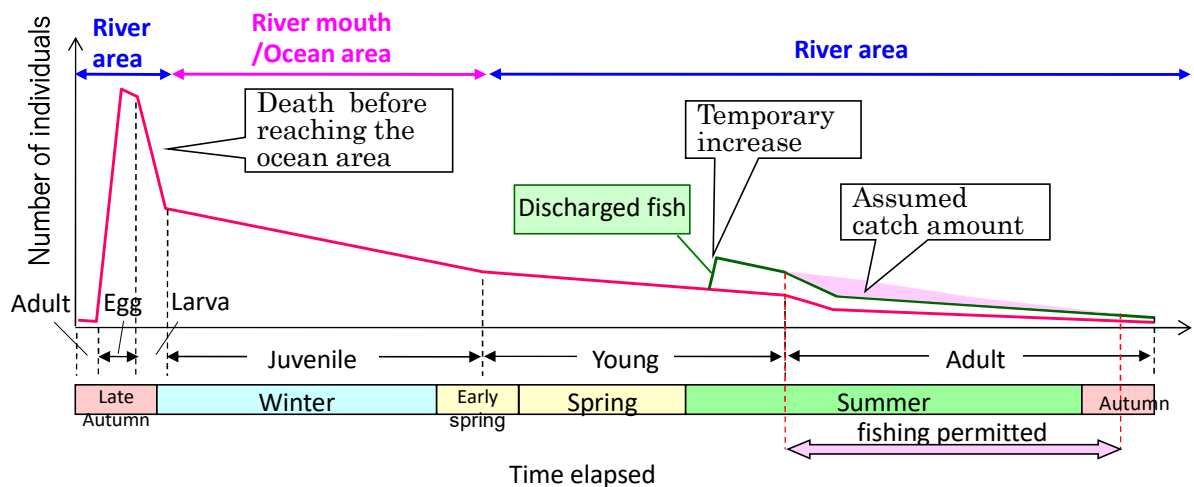 River
area
River mouth
/Ocean area
River area
Number of individuals
Death before
reaching the
ocean area
Temporary
increase
Discharged fish
Assumed
catch amount
Adult
Egg
Larva
Juvenile
Young
Adult
Late
Autumn
Winter
Early
spring
Spring
Summer
Autumn
fishing permitted
Time elapsed